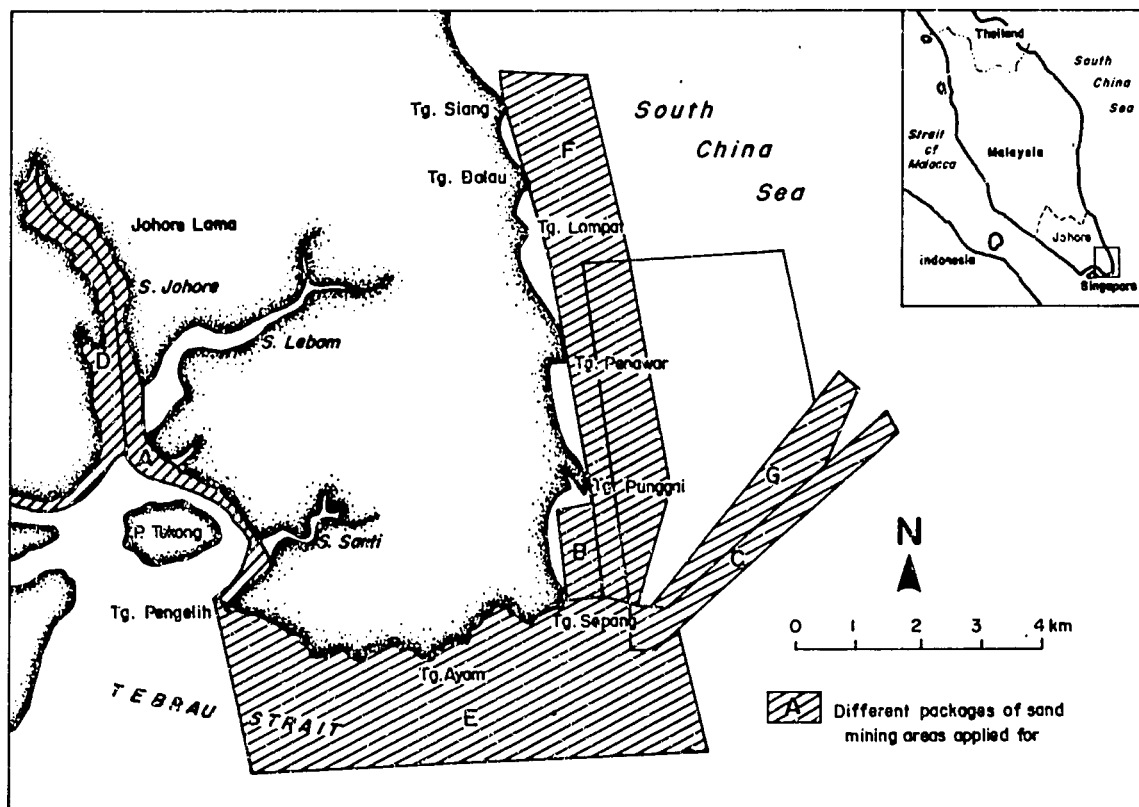 Tg. Siang
F
South
China
Sea
Tg. Dalau
Tg. Lompat
Johore Lama
S. Johore
S. Lebam
D
Tg. Penawar
A
G
Tg. Punggni
P. Tukong
S. Santi
B
C
Tg. Pengelih
Tg. Sepang
Tg. Ayam
TEBRAU STRAIT
E
Thailand
South
China
Sea
Strait
of
Malacca
Malaysia
Johore
Indonesia
Singapore
N
0 1 2 3 4 km
A
Different packages of sand
mining areas applied for